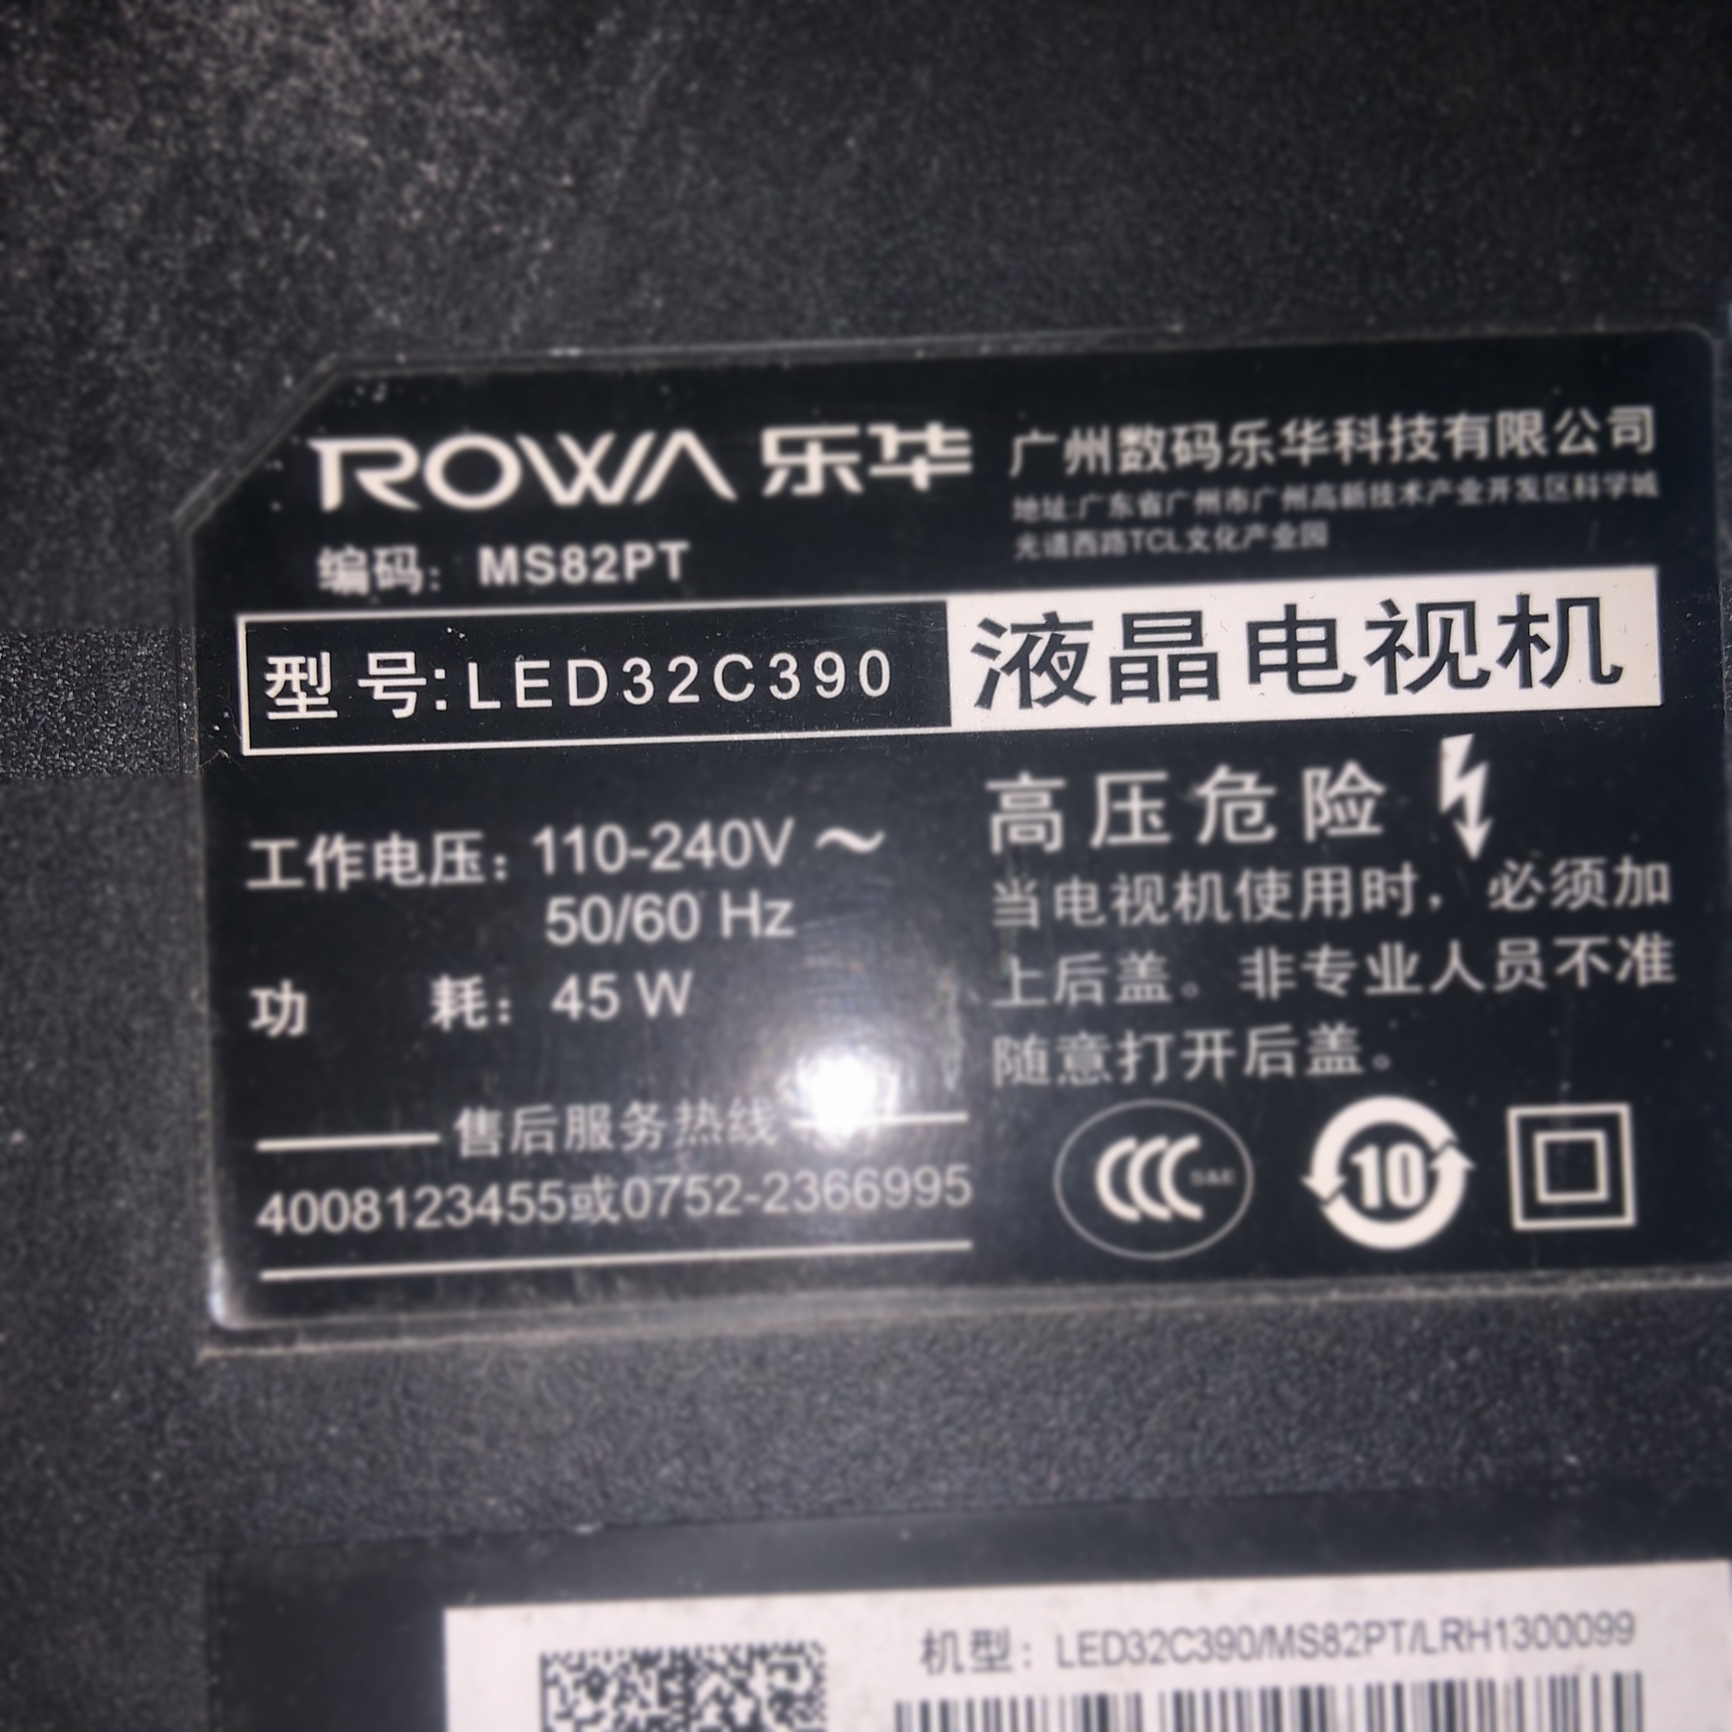 ROWA 乐华 广州数码乐华科技有限公司
地址:广东省广州市广州高新技术产业开发区科学城
光谱西路TCL文化产业园
编码：MS82PT
型号:LED32C390
液晶电视机
工作电压：110-240V～
50/60 Hz
功 耗：45 W
售后服务热线
4008123455或0752-2366995
高压危险
当电视机使用时，必须加
上后盖。非专业人员不准
随意打开后盖。
CCC S&E
10
机型：LED32C390/MS82PT/LRH1300099